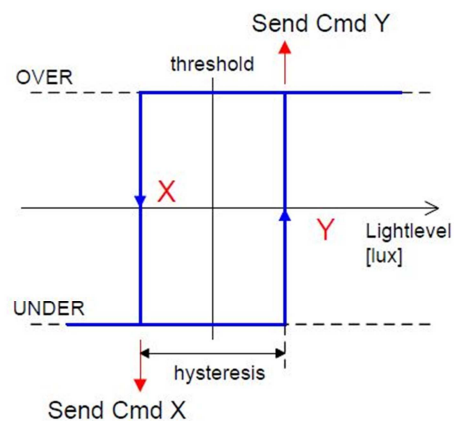 Send Cmd Y
OVER
threshold
X
Y
Lightlevel
[lux]
UNDER
hysteresis
Send Cmd X